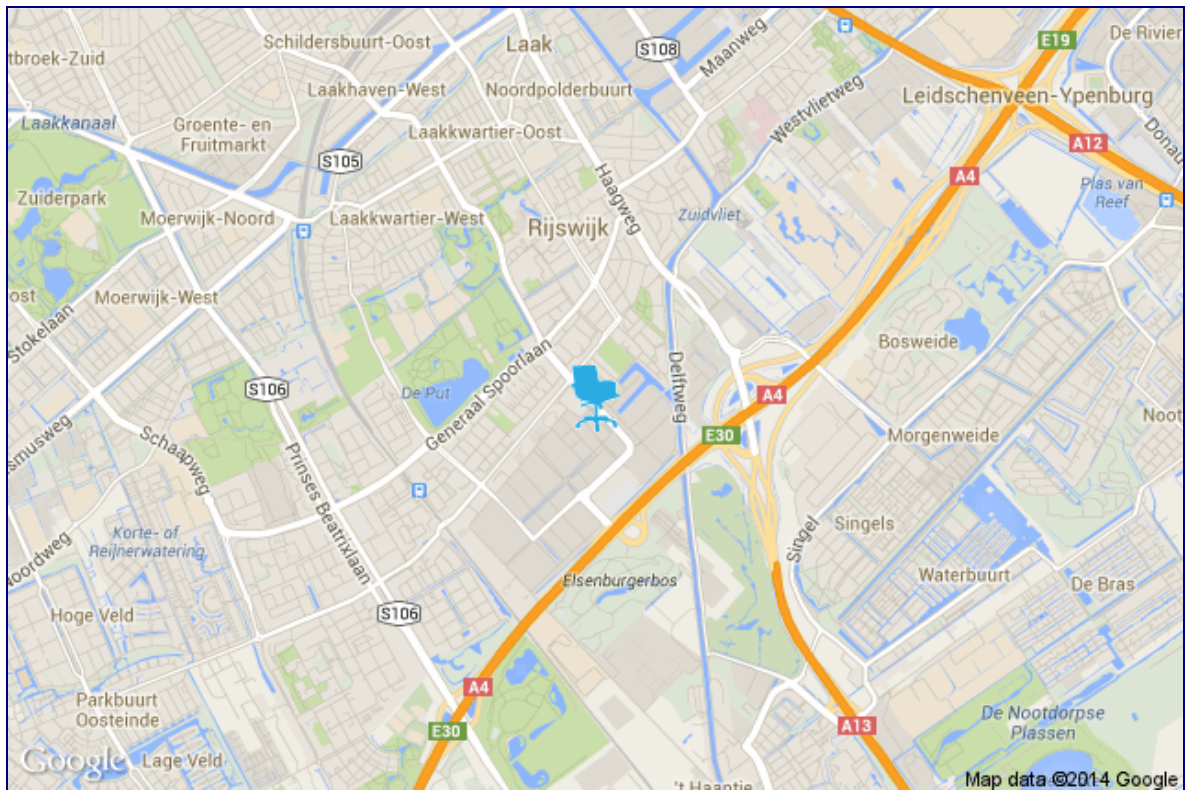 Schildersbuurt-Oost
Laak
S108
Maanweg
E19
De Rivier
tbroek-Zuid
Laakhaven-West
Noordpolderbuurt
Westvlietweg
Leidschenveen-Ypenburg
Laakkanaal
Groente- en
Fruitmarkt
Laakkwartier-Oost
A12
Donau
S105
Haagweg
A4
Plas van
Reef
Zuiderpark
Moerwijk-Noord
Laakkwartier-West
Rijswijk
Zuidvliet
ost
Moerwijk-West
Stokelaan
Bosweide
Delftweg
S106
De Put
Generaal Spoorlaan
A4
Noot
smusweg
Schaapweg
E30
Morgenweide
Prinses Beatrixlaan
Korte- of
Reijnerwatering
Singel
Singels
Noordweg
Elsenburgerbos
Waterbuurt
De Bras
Hoge Veld
S106
Parkbuurt
Oosteinde
A4
E30
A13
De Nootdorpse
Plassen
Google
Lage Veld
't Haantje
Map data ©2014 Google